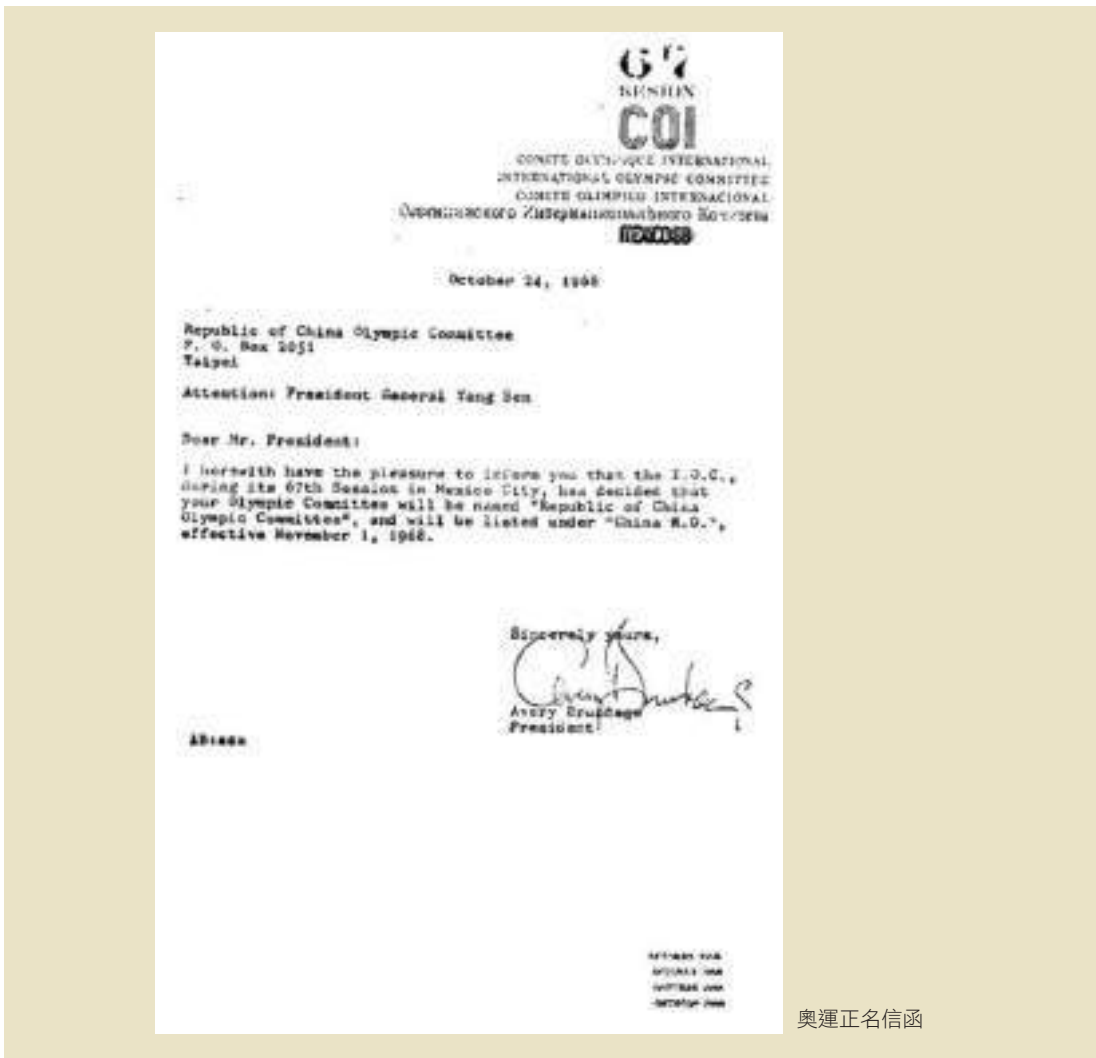 67
SESION
COI
COMITE OLYMPIQUE INTERNATIONAL
INTERNATIONAL OLYMPIC COMMITTEE
COMITE OLIMPICO INTERNACIONAL
MEXICO68
October 24, 1968
Republic of China Olympic Committee
P. O. Box 2051
Taipei
Attention: President General Yang Sen
Dear Mr. President:
I herewith have the pleasure to inform you that the I.O.C.,
during its 67th Session in Mexico City, has decided that
your Olympic Committee will be named "Republic of China
Olympic Committee", and will be listed under "China R.O.",
effective November 1, 1968.
Sincerely yours,
Avery Brundage
Avery Brundage
President
奧運正名信函